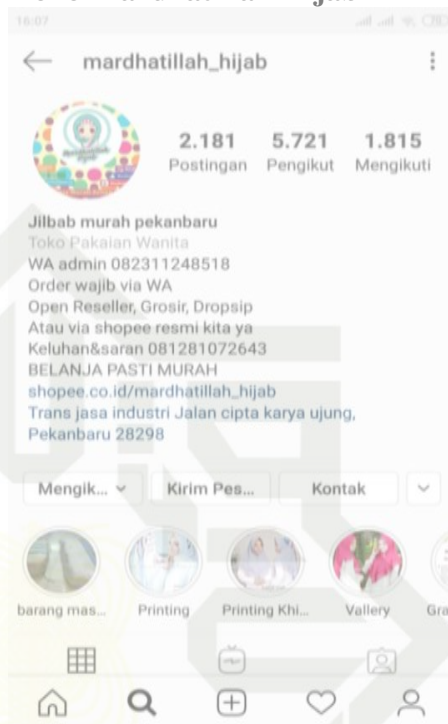 18:07
mardhatillah_hijab
2.181 5.721 1.815
Postingan Pengikut Mengikuti
Jilbab murah pekanbaru
Toko Pakaian Wanita
WA admin 082311248518
Order wajib via WA
Open Reseller, Grosir, Dropsip
Atau via shopee resmi kita ya
Keluhan&saran 081281072643
BELANJA PASTI MURAH
shopee.co.id/mardhatillah_hijab
Trans jasa industri Jalan cipta karya ujung,
Pekanbaru 28298
Mengik... Kirim Pes... Kontak
barang mas... Printing Printing Khi... Vallery Gra